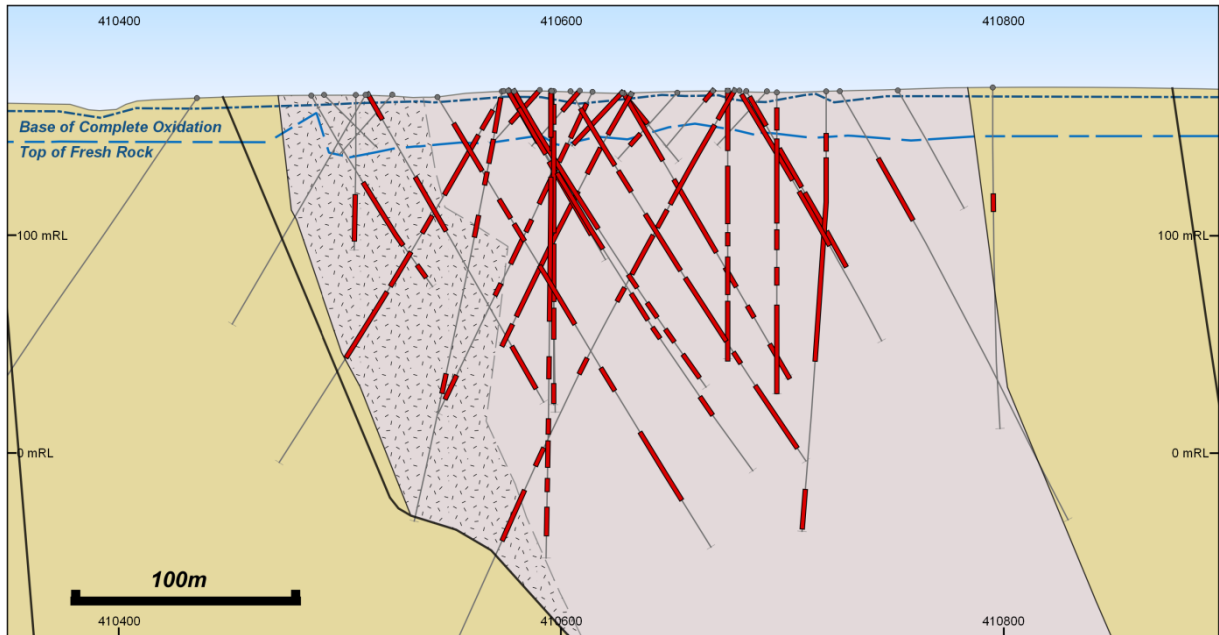 410400
410600
410800
Base of Complete Oxidation
Top of Fresh Rock
100 mRL
100 mRL
0 mRL
0 mRL
100m
410400
410600
410800